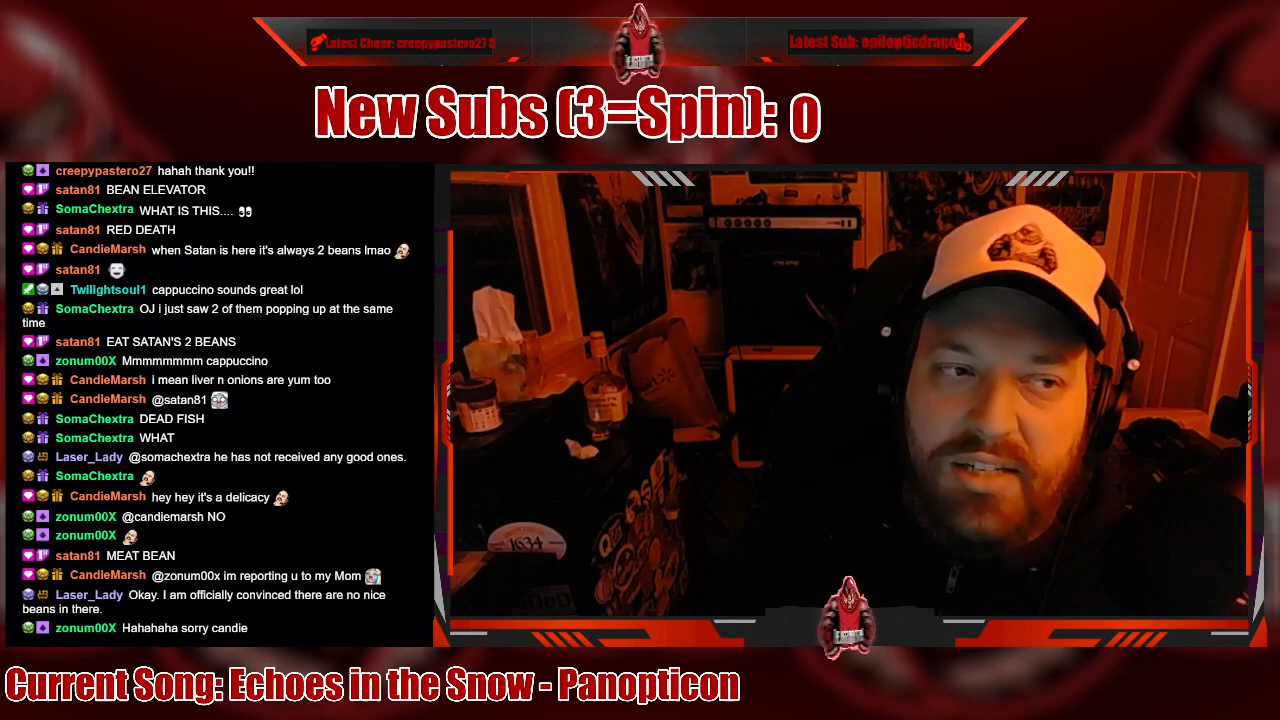 Latest Cheer: creepypastero27 5
Latest Sub: epilopticdrago
New Subs (3=Spin): 0
creepypastero27 hahah thank you!!
satan81 BEAN ELEVATOR
SomaChextra WHAT IS THIS....
satan81 RED DEATH
CandieMarsh when Satan is here it's always 2 beans lmao
satan81
Twilightsoul1 cappuccino sounds great lol
SomaChextra OJ i just saw 2 of them popping up at the same
time
satan81 EAT SATAN'S 2 BEANS
zonum00X Mmmmmmmm cappuccino
CandieMarsh i mean liver n onions are yum too
CandieMarsh @satan81
SomaChextra DEAD FISH
SomaChextra WHAT
Laser_Lady @somachextra he has not received any good ones.
SomaChextra
CandieMarsh hey hey it's a delicacy
zonum00X @candiemarsh NO
zonum00X
satan81 MEAT BEAN
CandieMarsh @zonum00x im reporting u to my Mom
Laser_Lady Okay. I am officially convinced there are no nice
beans in there.
zonum00X Hahahaha sorry candie
1634
Current Song: Echoes in the Snow - Panopticon